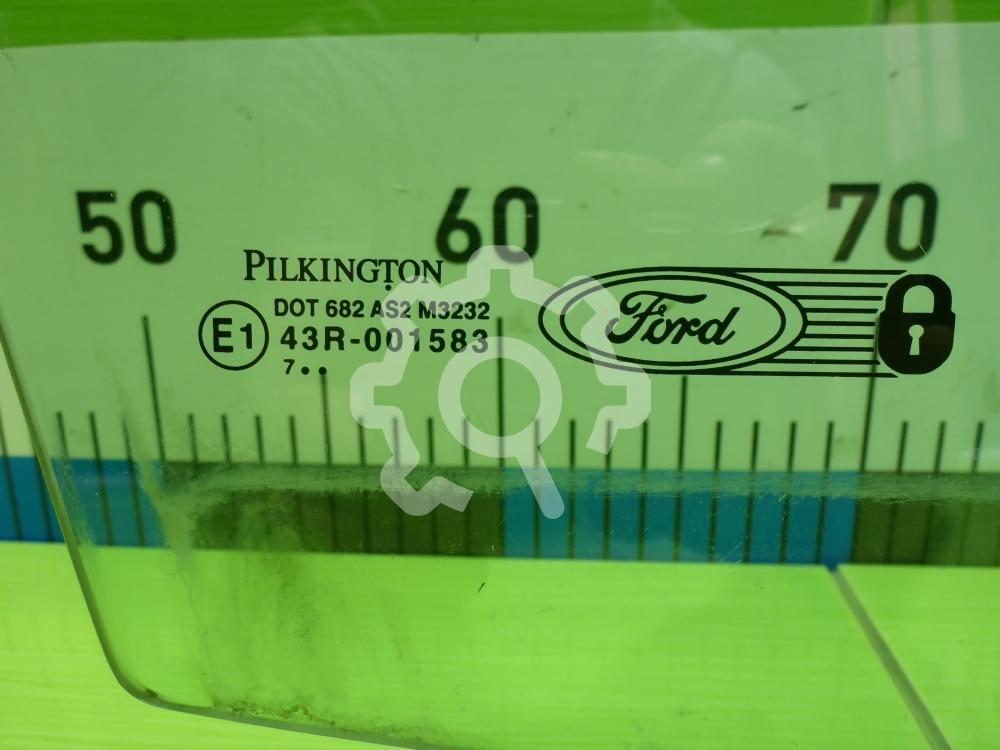 50 60 70
PILKINGTON
DOT 682 AS2 M3232
E1 43R-001583
7••
Ford